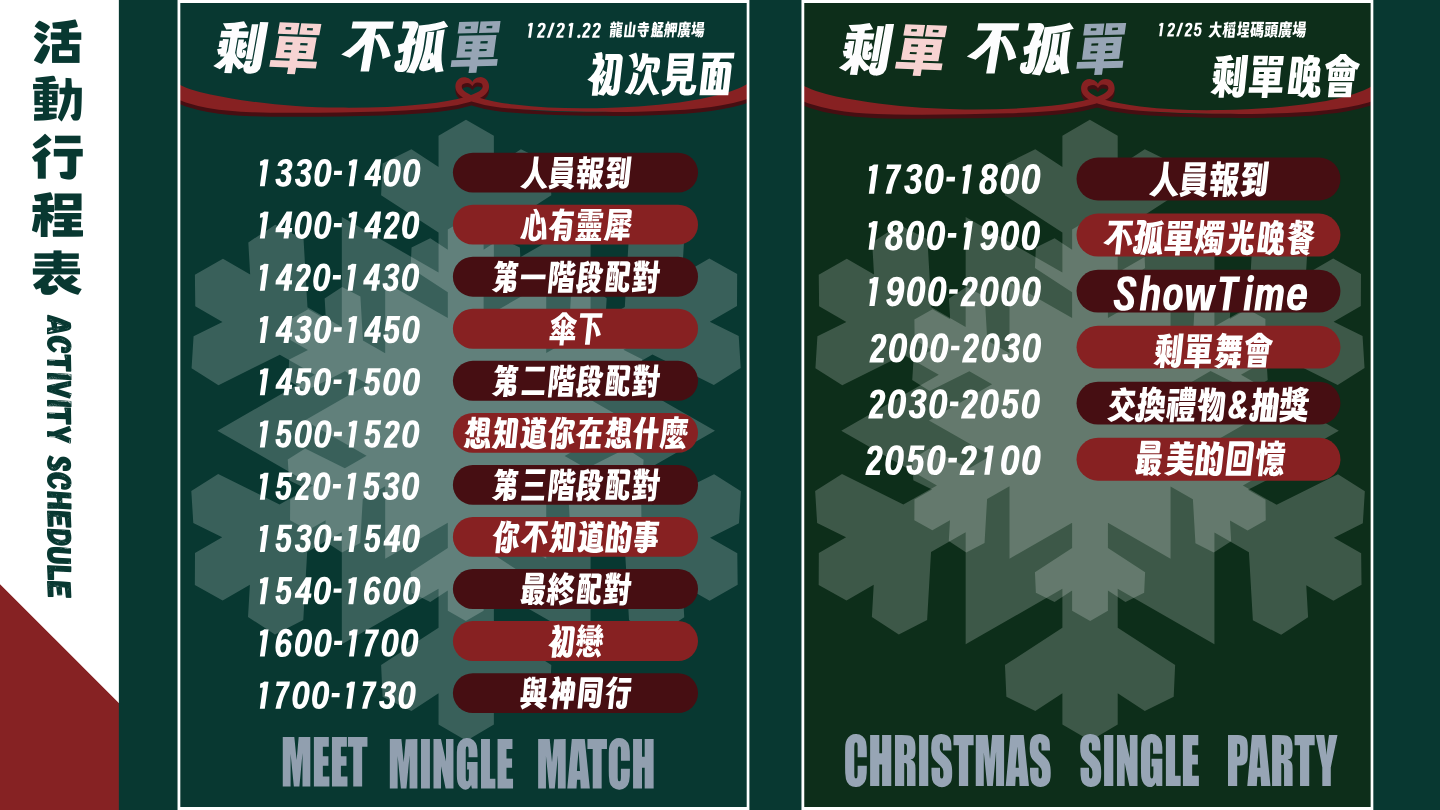 活動行程表
ACTIVITY SCHEDULE
剩單 不孤單
12/21.22 龍山寺艋舺廣場
初次見面
1330-1400 人員報到
1400-1420 心有靈犀
1420-1430 第一階段配對
1430-1450 傘下
1450-1500 第二階段配對
1500-1520 想知道你在想什麼
1520-1530 第三階段配對
1530-1540 你不知道的事
1540-1600 最終配對
1600-1700 初戀
1700-1730 與神同行
MEET MINGLE MATCH
剩單 不孤單
12/25 大稻埕碼頭廣場
剩單晚會
1730-1800 人員報到
1800-1900 不孤單燭光晚餐
1900-2000 ShowTime
2000-2030 剩單舞會
2030-2050 交換禮物&抽獎
2050-2100 最美的回憶
CHRISTMAS SINGLE PARTY